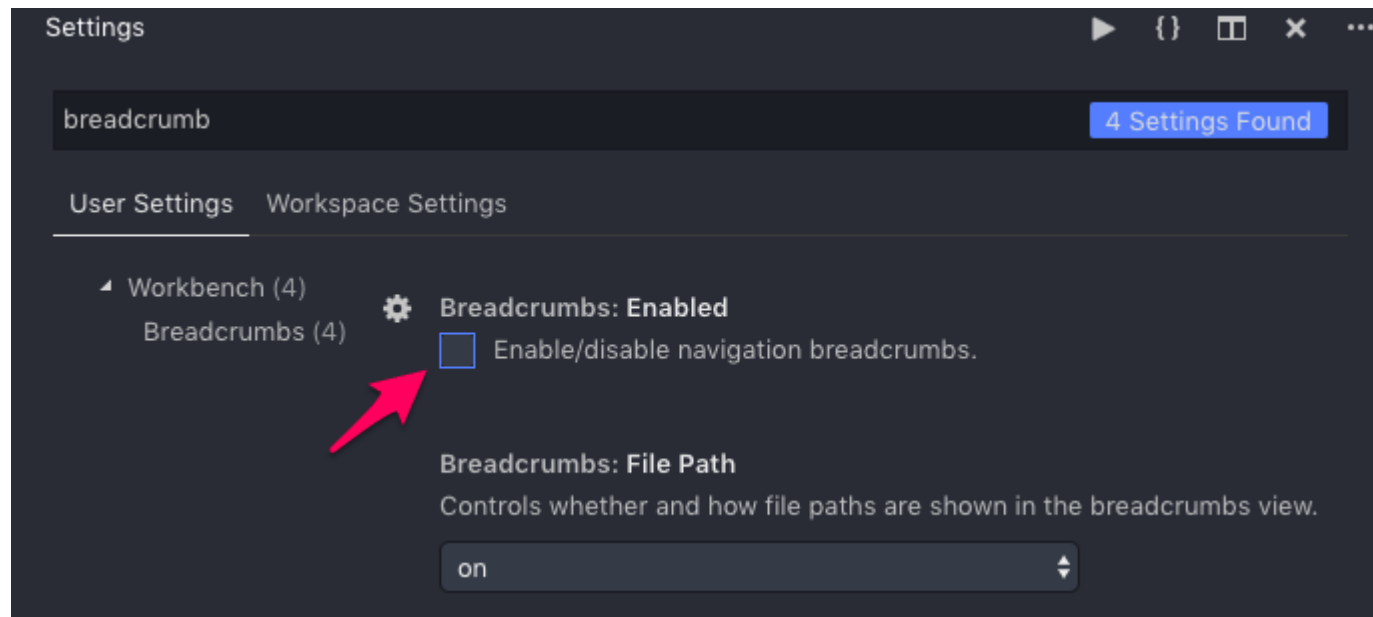 Settings
breadcrumb
4 Settings Found
User Settings Workspace Settings
Workbench (4)
Breadcrumbs (4)
Breadcrumbs: Enabled
Enable/disable navigation breadcrumbs.
Breadcrumbs: File Path
Controls whether and how file paths are shown in the breadcrumbs view.
on